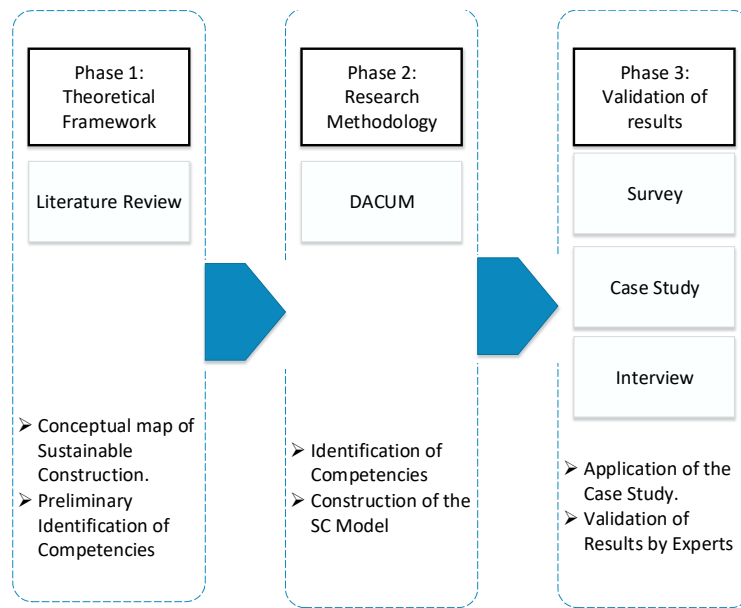 Phase 1:
Theoretical
Framework
Literature Review
➢ Conceptual map of
Sustainable
Construction.
➢ Preliminary
Identification of
Competencies
Phase 2:
Research
Methodology
DACUM
➢ Identification of
Competencies
➢ Construction of the
SC Model
Phase 3:
Validation of
results
Survey
Case Study
Interview
➢ Application of the
Case Study.
➢ Validation of
Results by Experts